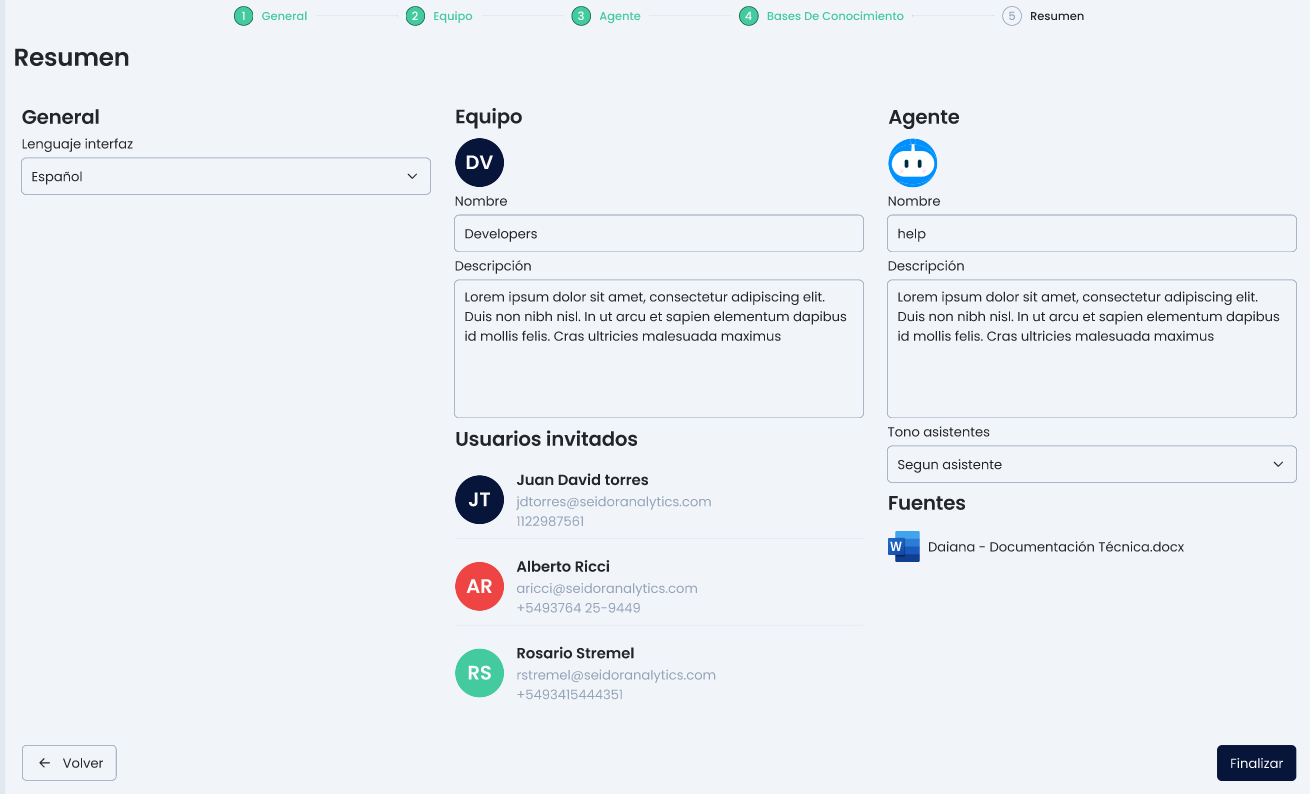 1 General 2 Equipo 3 Agente 4 Bases De Conocimiento 5 Resumen
Resumen
General
Lenguaje interfaz
Español
Equipo
DV
Nombre
Developers
Descripción
Lorem ipsum dolor sit amet, consectetur adipiscing elit.
Duis non nibh nisl. In ut arcu et sapien elementum dapibus
id mollis felis. Cras ultricies malesuada maximus
Usuarios invitados
JT
Juan David torres
jdtorres@seidoranalytics.com
1122987561
AR
Alberto Ricci
aricci@seidoranalytics.com
+5493764 25-9449
RS
Rosario Stremel
rstremel@seidoranalytics.com
+5493415444351
Agente
Nombre
help
Descripción
Lorem ipsum dolor sit amet, consectetur adipiscing elit.
Duis non nibh nisl. In ut arcu et sapien elementum dapibus
id mollis felis. Cras ultricies malesuada maximus
Tono asistentes
Segun asistente
Fuentes
W Daiana - Documentación Técnica.docx
Volver
Finalizar